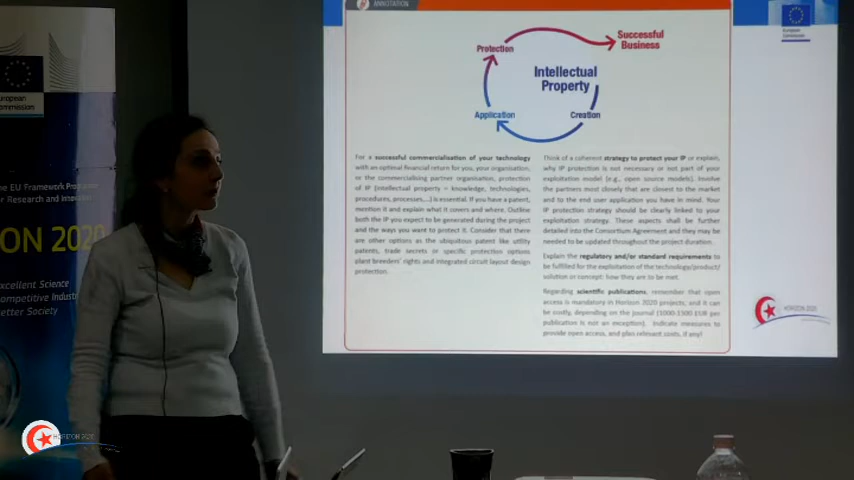 ANNOTATION
Successful
Business
Protection
Intellectual
Property
Application
Creation
For a successful commercialisation of your technology
with an optimal financial return for you, your organisation,
or the commercialising partner organisation, protection
of IP (intellectual property = knowledge, technologies,
procedures, processes,...) is essential. If you have a patent,
mention it and explain what it covers and where. Outline
both the IP you expect to be generated during the project
and the ways you want to protect it. Consider that there
are other options as the ubiquitous patent like utility
patents, trade secrets or specific protection options
plant breeders' rights and integrated circuit layout design
protection.
Think of a coherent strategy to protect your IP or explain,
why IP protection is not necessary or not part of your
exploitation model (e.g., open source models). Involve
the partners most closely that are closest to the market
and to the end user application you have in mind. Your
IP protection strategy should be clearly linked to your
exploitation strategy. These aspects shall be further
detailed into the Consortium Agreement and they may be
needed to be updated throughout the project duration.
Explain the regulatory and/or standard requirements to
be fulfilled for the exploitation of the technology/product/
solution or concept: how they are to be met.
Regarding scientific publications, remember that open
access is mandatory in Horizon 2020 projects, and it can
be costly, depending on the journal (1000-1500 EUR per
publication is not an exception). Indicate measures to
provide open access, and plan relevant costs, if any!
European
Commission
HORIZON 2020
European
Commission
he EU Framework Programme
or Research and Innovation
ON 2020
xcellent Science
ompetitive Industr
etter Society
HORIZON 2020